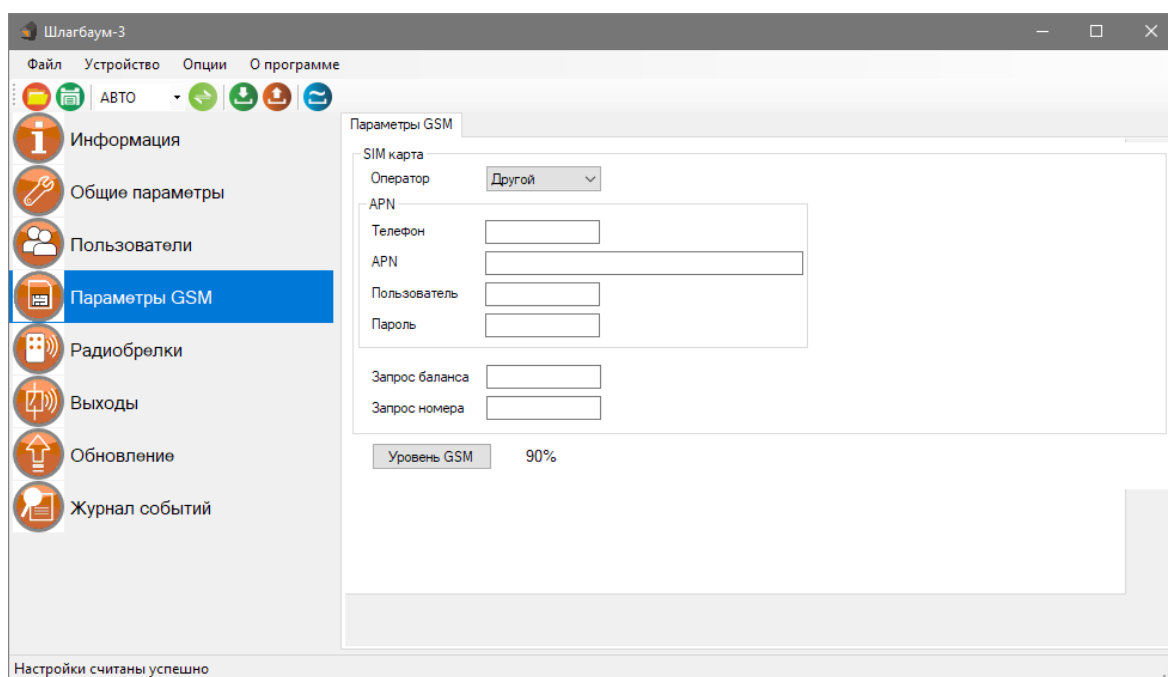 Шлагбаум-3
Файл Устройство Опции О программе
АВТО
Информация
Общие параметры
Пользователи
Параметры GSM
Радиобрелки
Выходы
Обновление
Журнал событий
Параметры GSM
SIM карта
Оператор Другой
APN
Телефон
APN
Пользователь
Пароль
Запрос баланса
Запрос номера
Уровень GSM 90%
Настройки считаны успешно